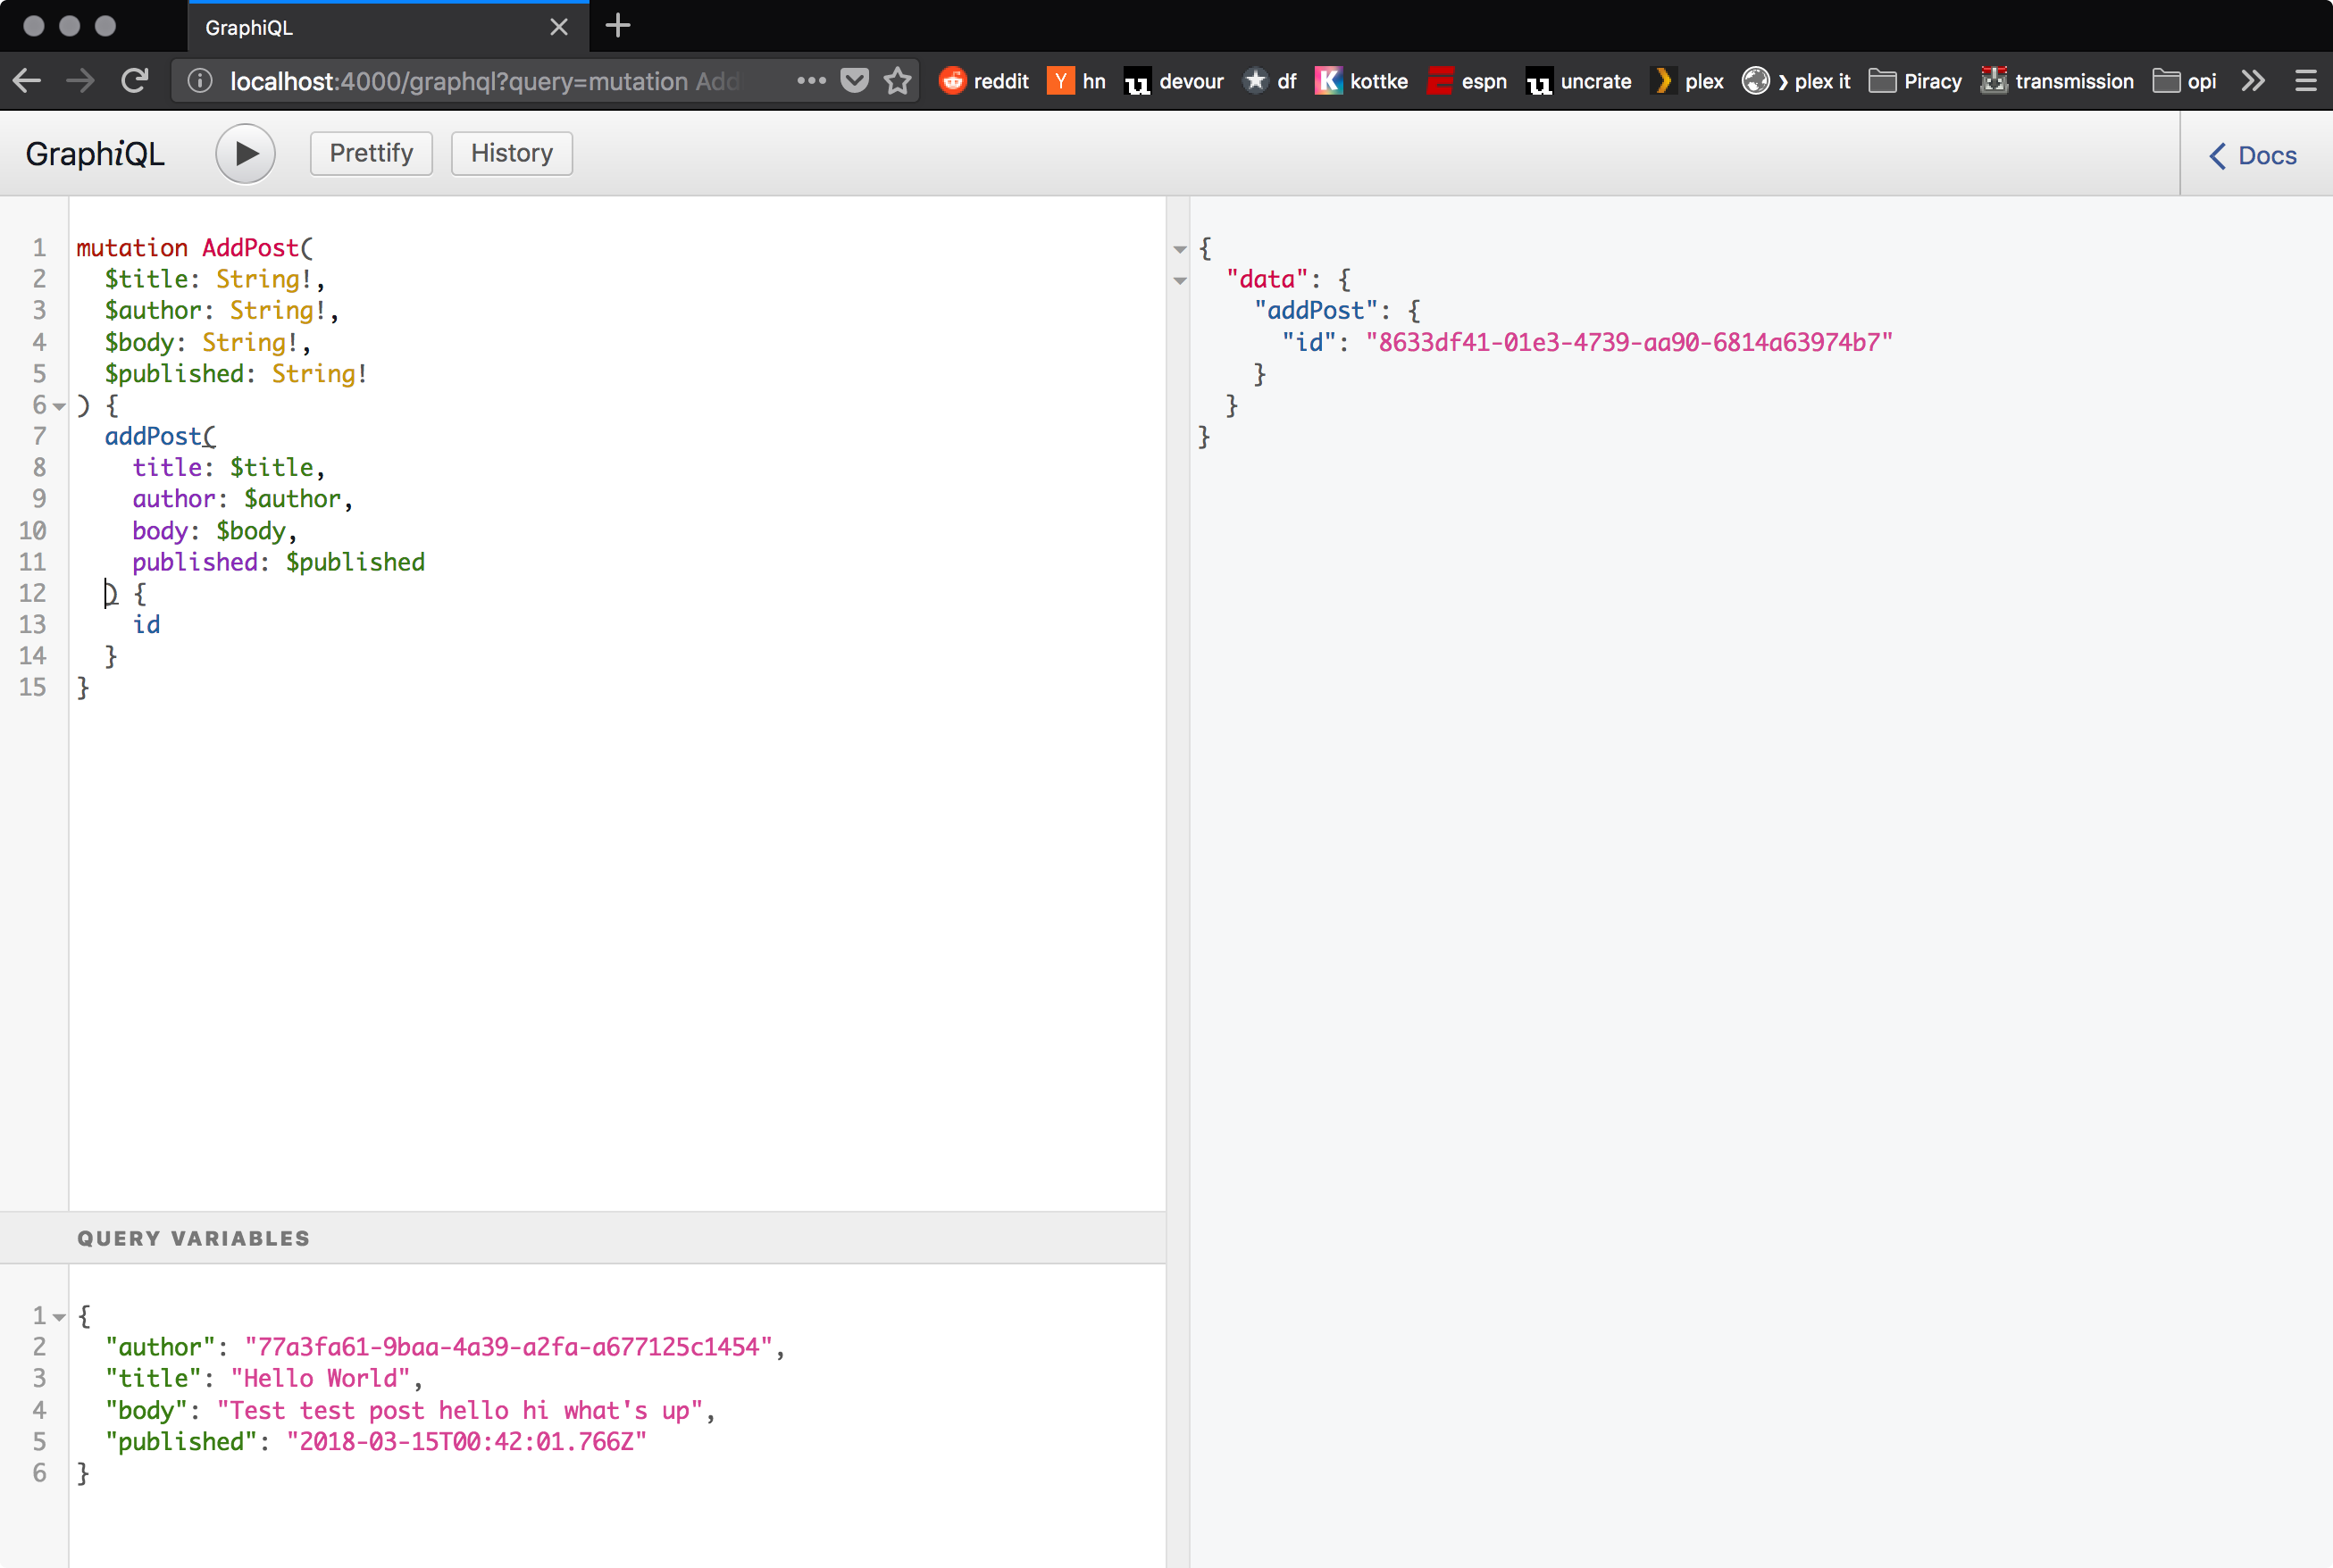 GraphiQL
localhost:4000/graphql?query=mutation Add
reddit
Y hn
devour
df
K kottke
espn
uncrate
plex
❯ plex it
Piracy
transmission
opi
GraphiQL
Prettify
History
Docs
1 mutation AddPost(
2 $title: String!,
3 $author: String!,
4 $body: String!,
5 $published: String!
6 ) {
7 addPost(
8 title: $title,
9 author: $author,
10 body: $body,
11 published: $published
12 ) {
13 id
14 }
15 }
{
"data": {
"addPost": {
"id": "8633df41-01e3-4739-aa90-6814a63974b7"
}
}
}
QUERY VARIABLES
1 {
2 "author": "77a3fa61-9baa-4a39-a2fa-a677125c1454",
3 "title": "Hello World",
4 "body": "Test test post hello hi what's up",
5 "published": "2018-03-15T00:42:01.766Z"
6 }